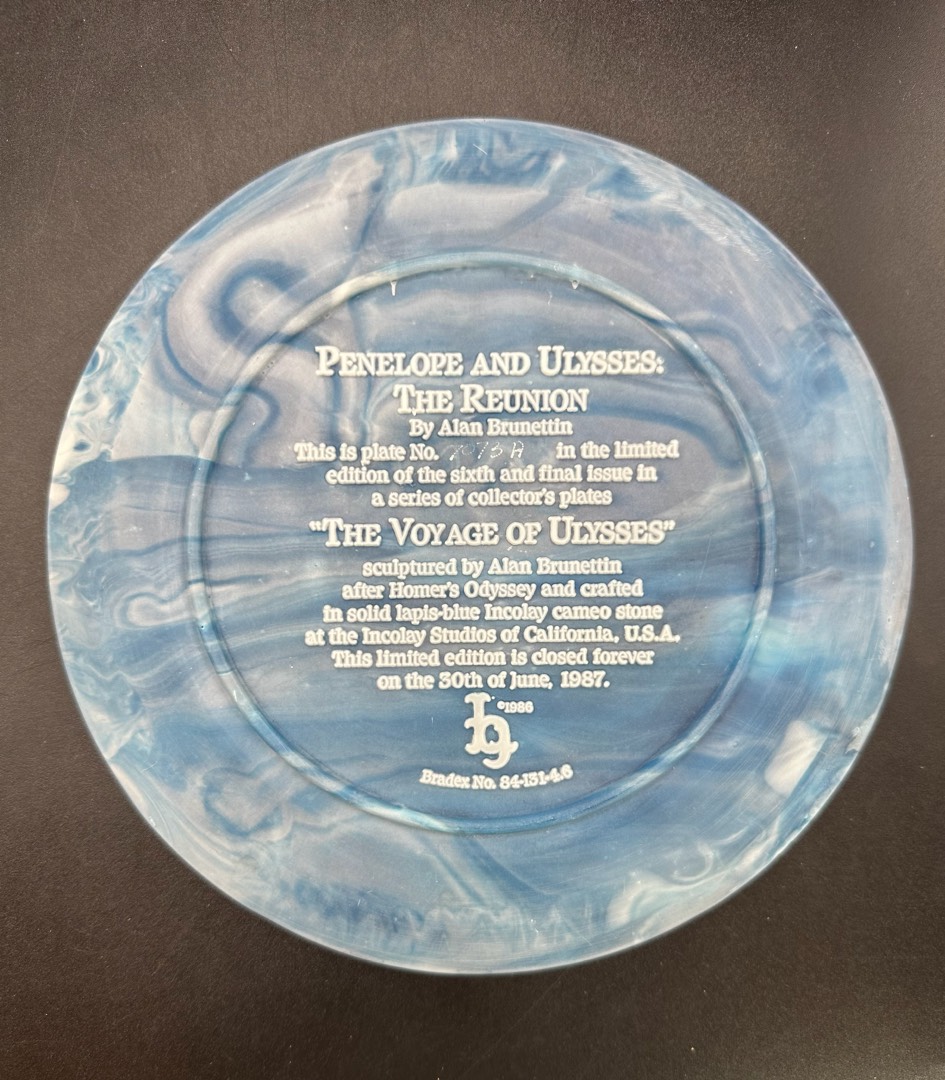 PENELOPE AND ULYSSES:
THE REUNION
By Alan Brunettin
This is plate No. in the limited
edition of the sixth and final issue in
a series of collector's plates
"THE VOYAGE OF ULYSSES"
sculptured by Alan Brunettin
after Homer's Odyssey and crafted
in solid lapis-blue Incolay cameo stone
at the Incolay Studios of California, U.S.A.
This limited edition is closed forever
on the 30th of June, 1987.
©1986
Bradex No. 84-131-4.6